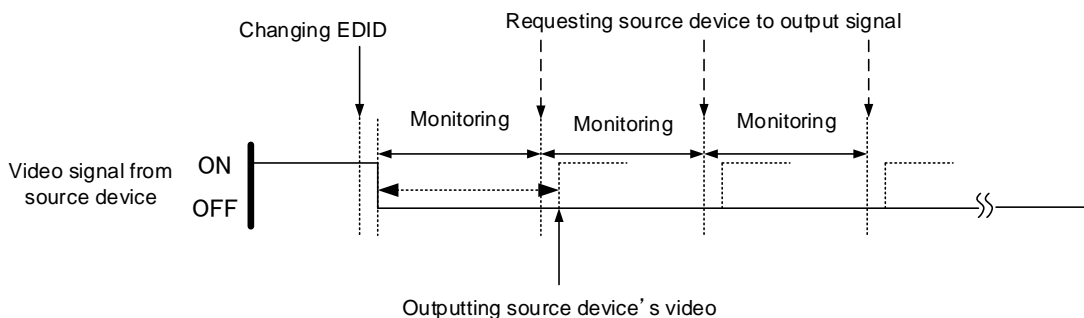 Requesting source device to output signal
Changing EDID
Monitoring
Monitoring
Monitoring
Video signal from
source device
ON
OFF
Outputting source device's video